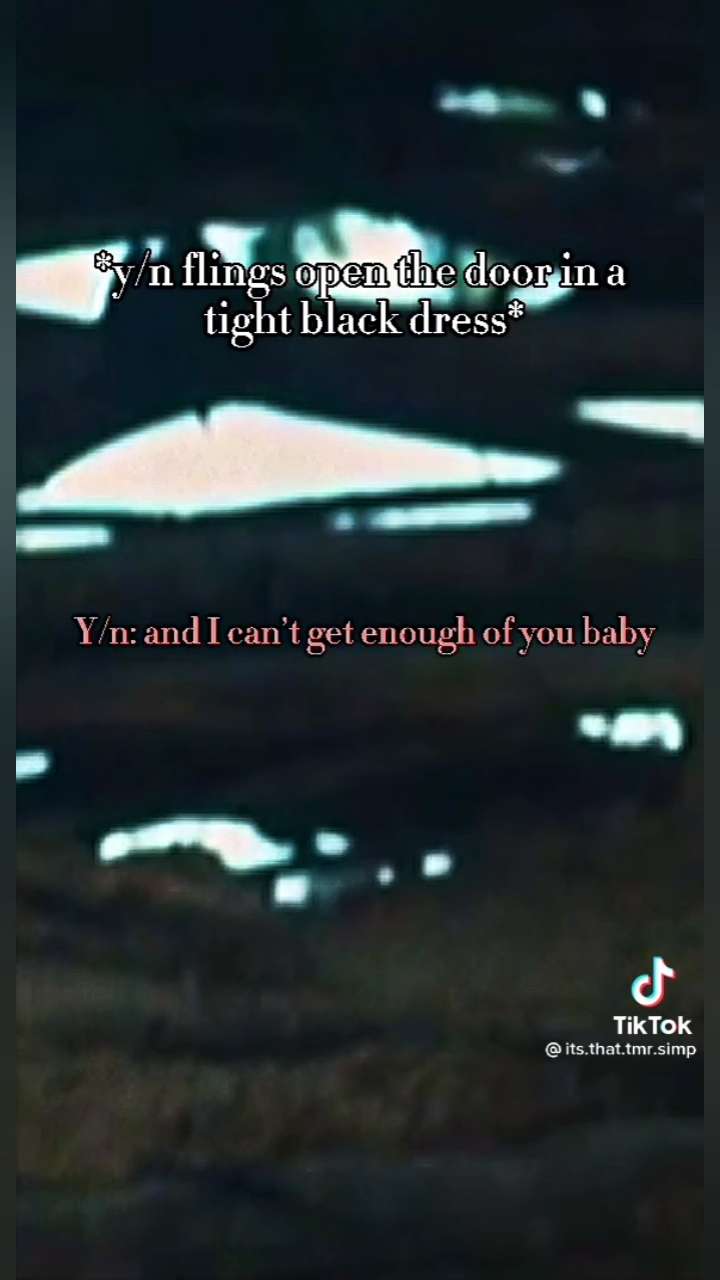 *y/n flings open the door in a
tight black dress*
Y/n: and I can't get enough of you baby
TikTok
@its.that.tmr.simp